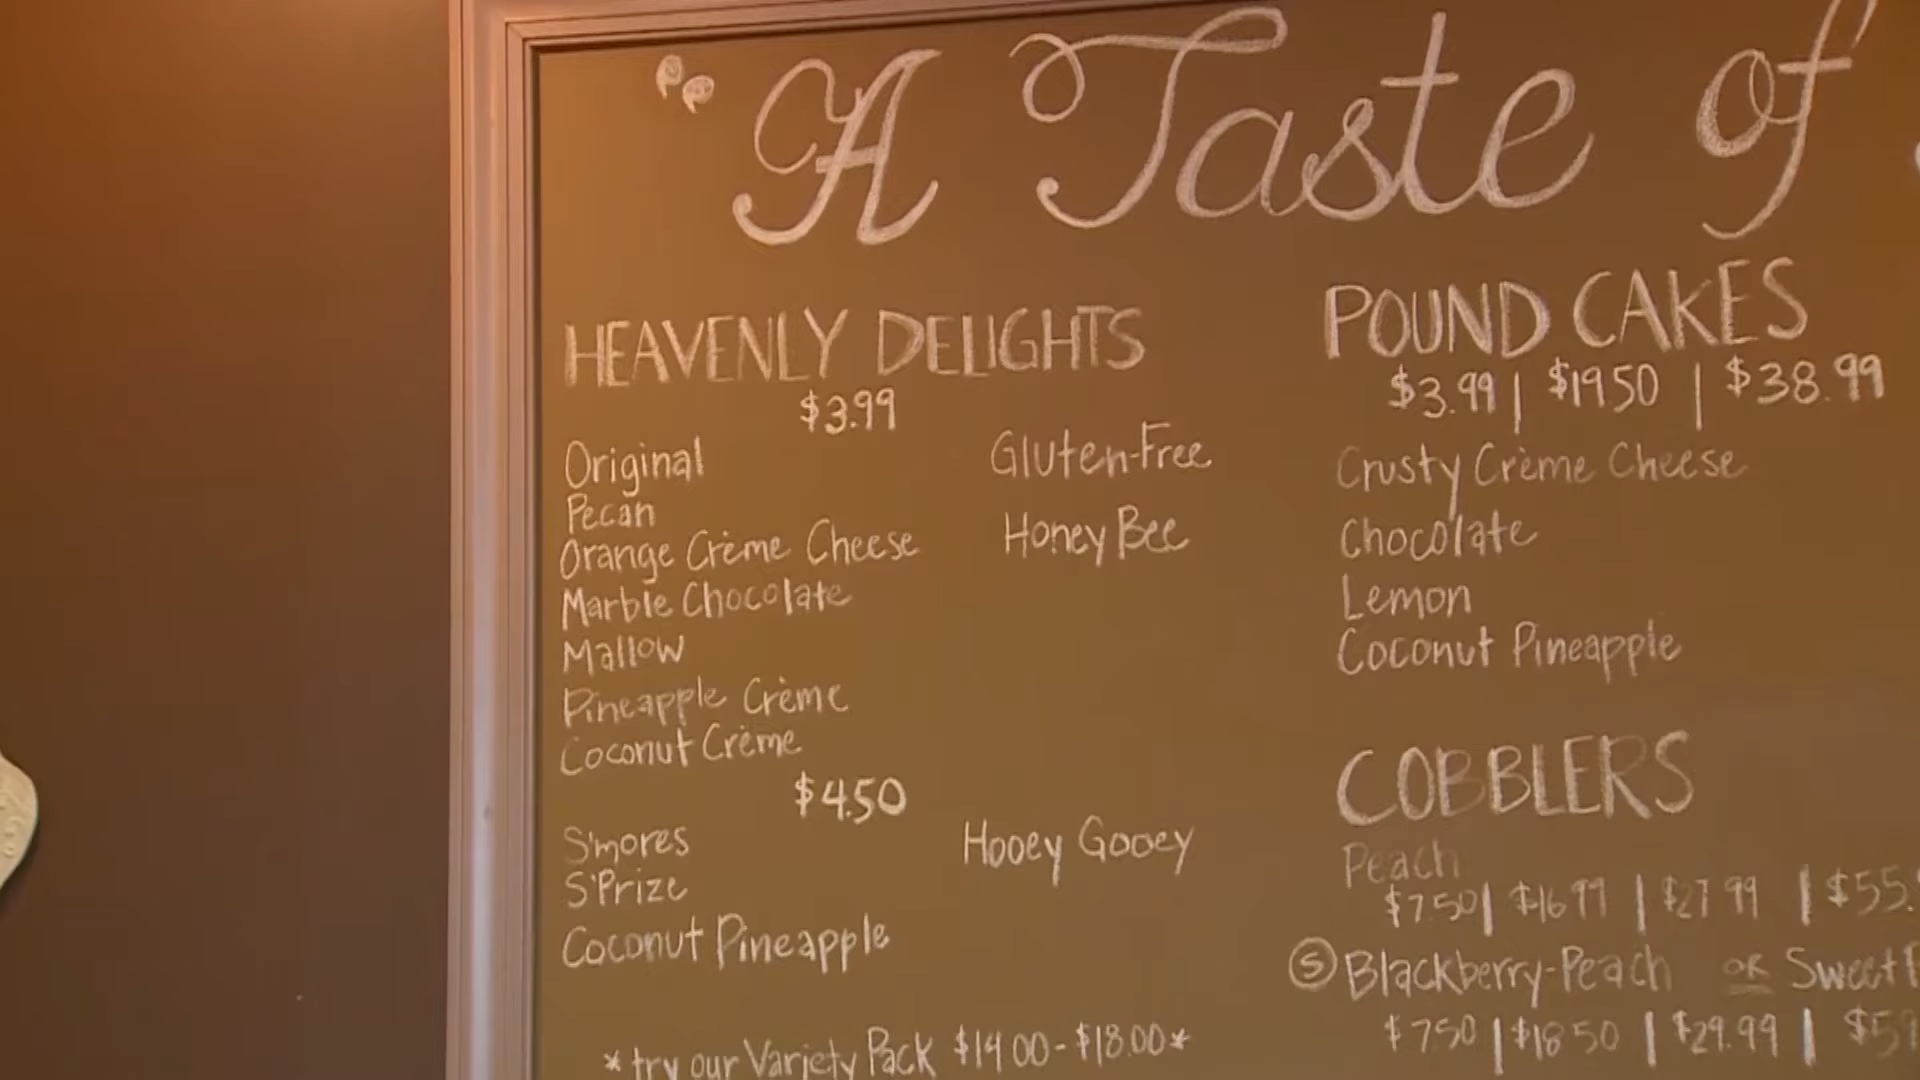 "A Taste of
HEAVENLY DELIGHTS
$3.99
Original
Pecan
Orange Crème Cheese
Marble Chocolate
Mallow
Pineapple Crème
Coconut Crème
Gluten-Free
Honey Bee
$4.50
S'mores
S'Prize
Coconut Pineapple
Hooey Gooey
*try our Variety Pack $14.00-$18.00*
POUND CAKES
$3.99 | $19.50 | $38.99
Crusty Crème Cheese
Chocolate
Lemon
Coconut Pineapple
COBBLERS
Peach
$7.50 | $16.99 | $27.99 | $55.
Ⓢ Blackberry-Peach OR Sweet
$7.50 | $18.50 | $29.99 | $59